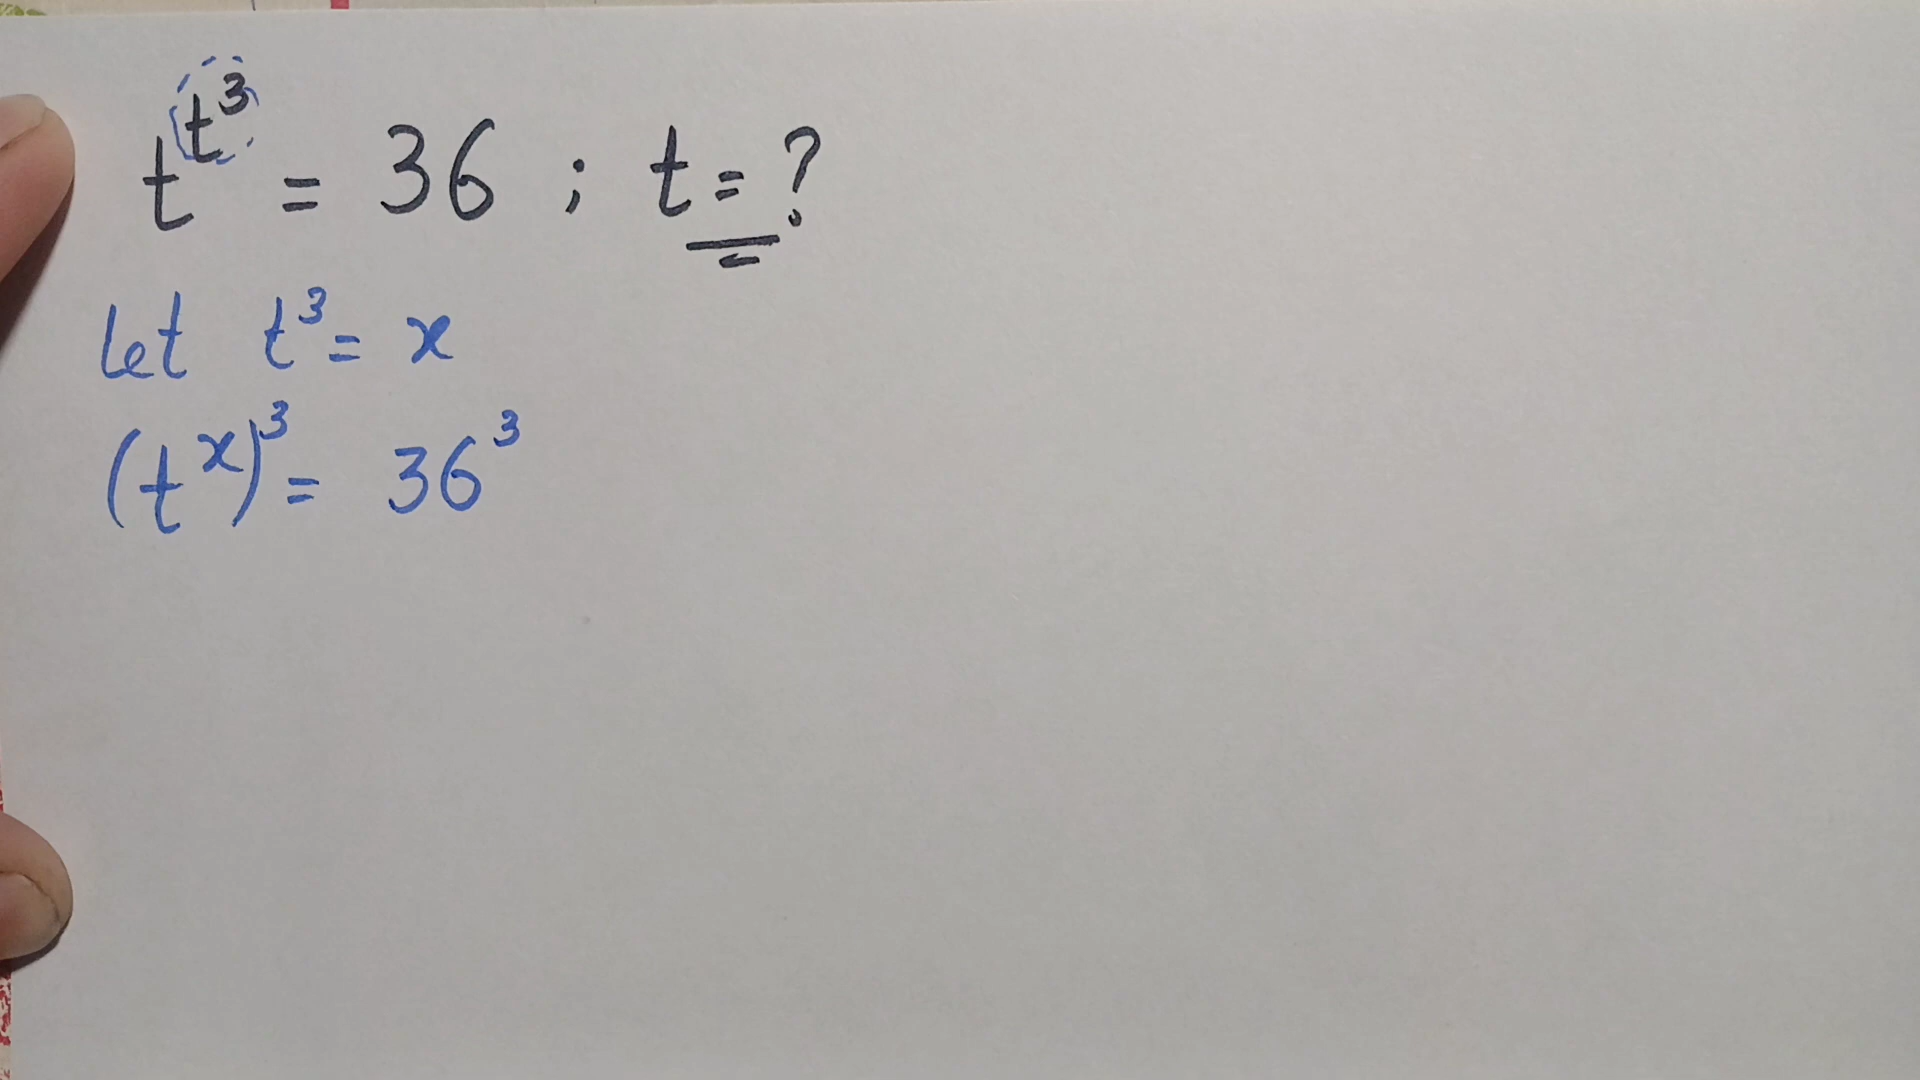 t^t^3 = 36 ; t = ?
let t^3 = x
(t^x)^3 = 36^3